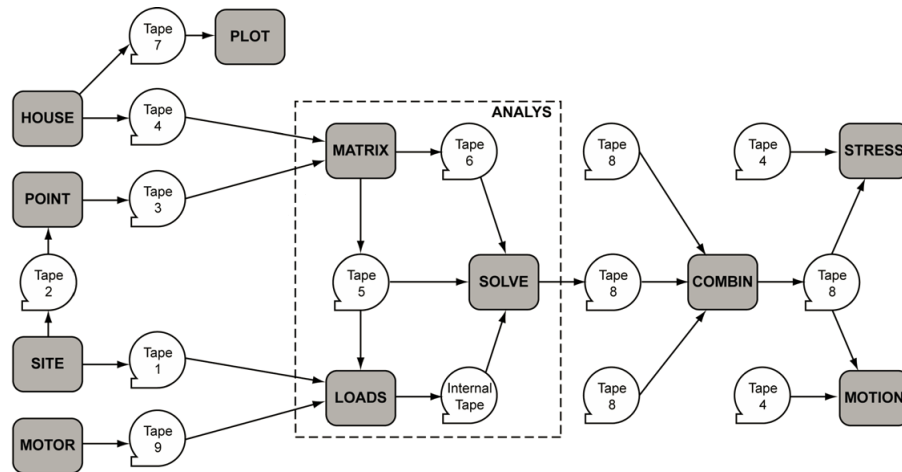 Tape
7
PLOT
HOUSE
Tape
4
ANALYS
MATRIX
Tape
6
Tape
8
Tape
4
STRESS
POINT
Tape
3
Tape
2
Tape
5
SOLVE
Tape
8
COMBIN
Tape
8
SITE
Tape
1
LOADS
Internal
Tape
Tape
8
Tape
4
MOTION
MOTOR
Tape
9